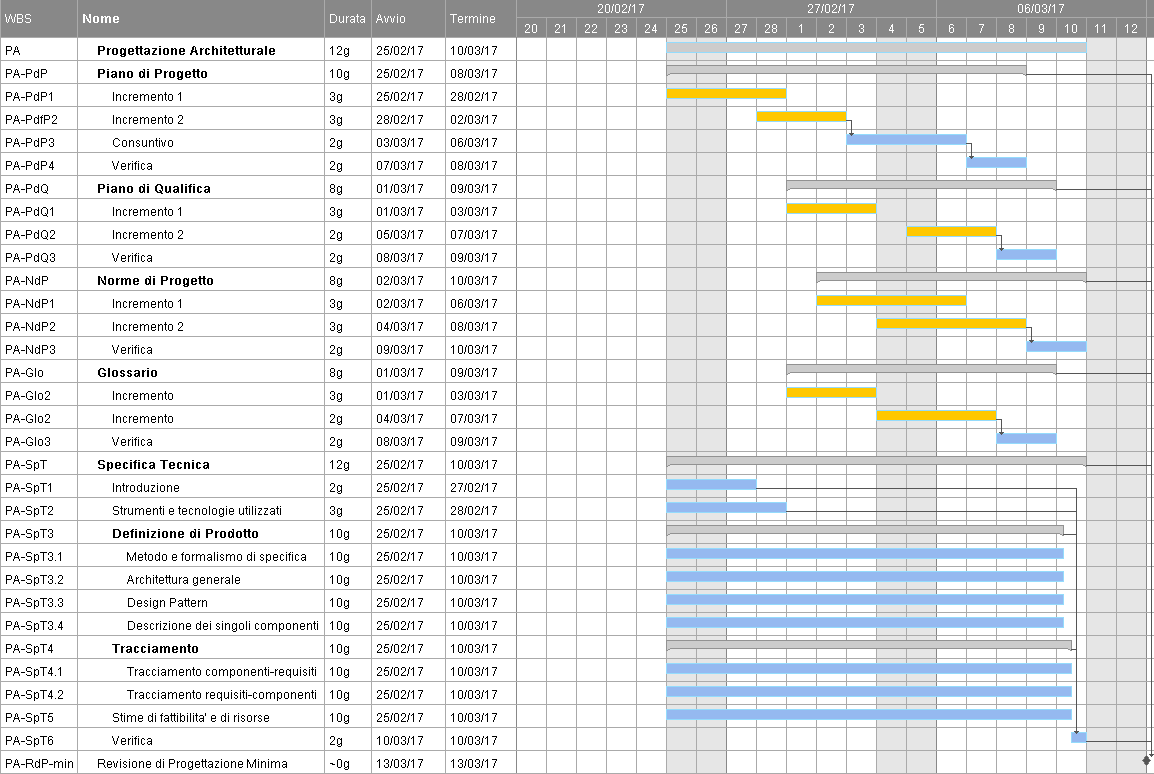 WBS Nome Durata Avvio Termine 20/02/17 27/02/17 06/03/17
20 21 22 23 24 25 26 27 28 1 2 3 4 5 6 7 8 9 10 11 12
PA Progettazione Architetturale 12g 25/02/17 10/03/17
PA-PdP Piano di Progetto 10g 25/02/17 08/03/17
PA-PdP1 Incremento 1 3g 25/02/17 28/02/17
PA-PdfP2 Incremento 2 3g 28/02/17 02/03/17
PA-PdP3 Consutivo 2g 03/03/17 06/03/17
PA-PdP4 Verifica 2g 07/03/17 08/03/17
PA-PdQ Piano di Qualifica 8g 01/03/17 09/03/17
PA-PdQ1 Incremento 1 3g 01/03/17 03/03/17
PA-PdQ2 Incremento 2 2g 05/03/17 07/03/17
PA-PdQ3 Verifica 2g 08/03/17 09/03/17
PA-NdP Norme di Progetto 8g 02/03/17 10/03/17
PA-NdP1 Incremento 1 3g 02/03/17 06/03/17
PA-NdP2 Incremento 2 3g 04/03/17 08/03/17
PA-NdP3 Verifica 2g 09/03/17 10/03/17
PA-Glo Glossario 8g 01/03/17 09/03/17
PA-Glo2 Incremento 3g 01/03/17 03/03/17
PA-Glo2 Incremento 2g 04/03/17 07/03/17
PA-Glo3 Verifica 2g 08/03/17 09/03/17
PA-SpT Specifica Tecnica 12g 25/02/17 10/03/17
PA-SpT1 Introduzione 2g 25/02/17 27/02/17
PA-SpT2 Strumenti e tecnologie utilizzati 3g 25/02/17 28/02/17
PA-SpT3 Definizione di Prodotto 10g 25/02/17 10/03/17
PA-SpT3.1 Metodo e formalismo di specifica 10g 25/02/17 10/03/17
PA-SpT3.2 Architettura generale 10g 25/02/17 10/03/17
PA-SpT3.3 Design Pattern 10g 25/02/17 10/03/17
PA-SpT3.4 Descrizione dei singoli componenti 10g 25/02/17 10/03/17
PA-SpT4 Tracciamento 10g 25/02/17 10/03/17
PA-SpT4.1 Tracciamento componenti-requisiti 10g 25/02/17 10/03/17
PA-SpT4.2 Tracciamento requisiti-componenti 10g 25/02/17 10/03/17
PA-SpT5 Stime di fattibilita' e di risorse 10g 25/02/17 10/03/17
PA-SpT6 Verifica 2g 10/03/17 10/03/17
PA-RdP-min Revisione di Progettazione Minima ~0g 13/03/17 13/03/17